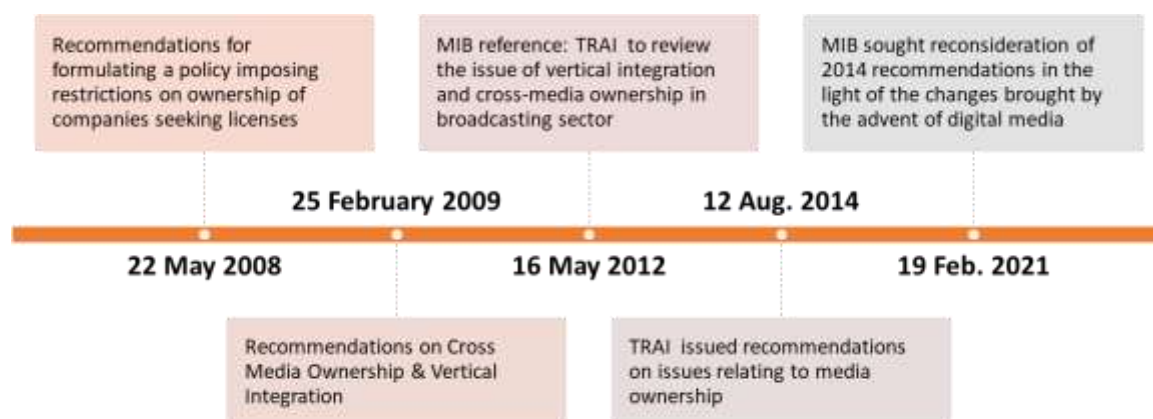 Recommendations for
formulating a policy imposing
restrictions on ownership of
companies seeking licenses
MIB reference: TRAI to review
the issue of vertical integration
and cross-media ownership in
broadcasting sector
MIB sought reconsideration of
2014 recommendations in the
light of the changes brought by
the advent of digital media
25 February 2009
12 Aug. 2014
22 May 2008
16 May 2012
19 Feb. 2021
Recommendations on Cross
Media Ownership & Vertical
Integration
TRAI issued recommendations
on issues relating to media
ownership